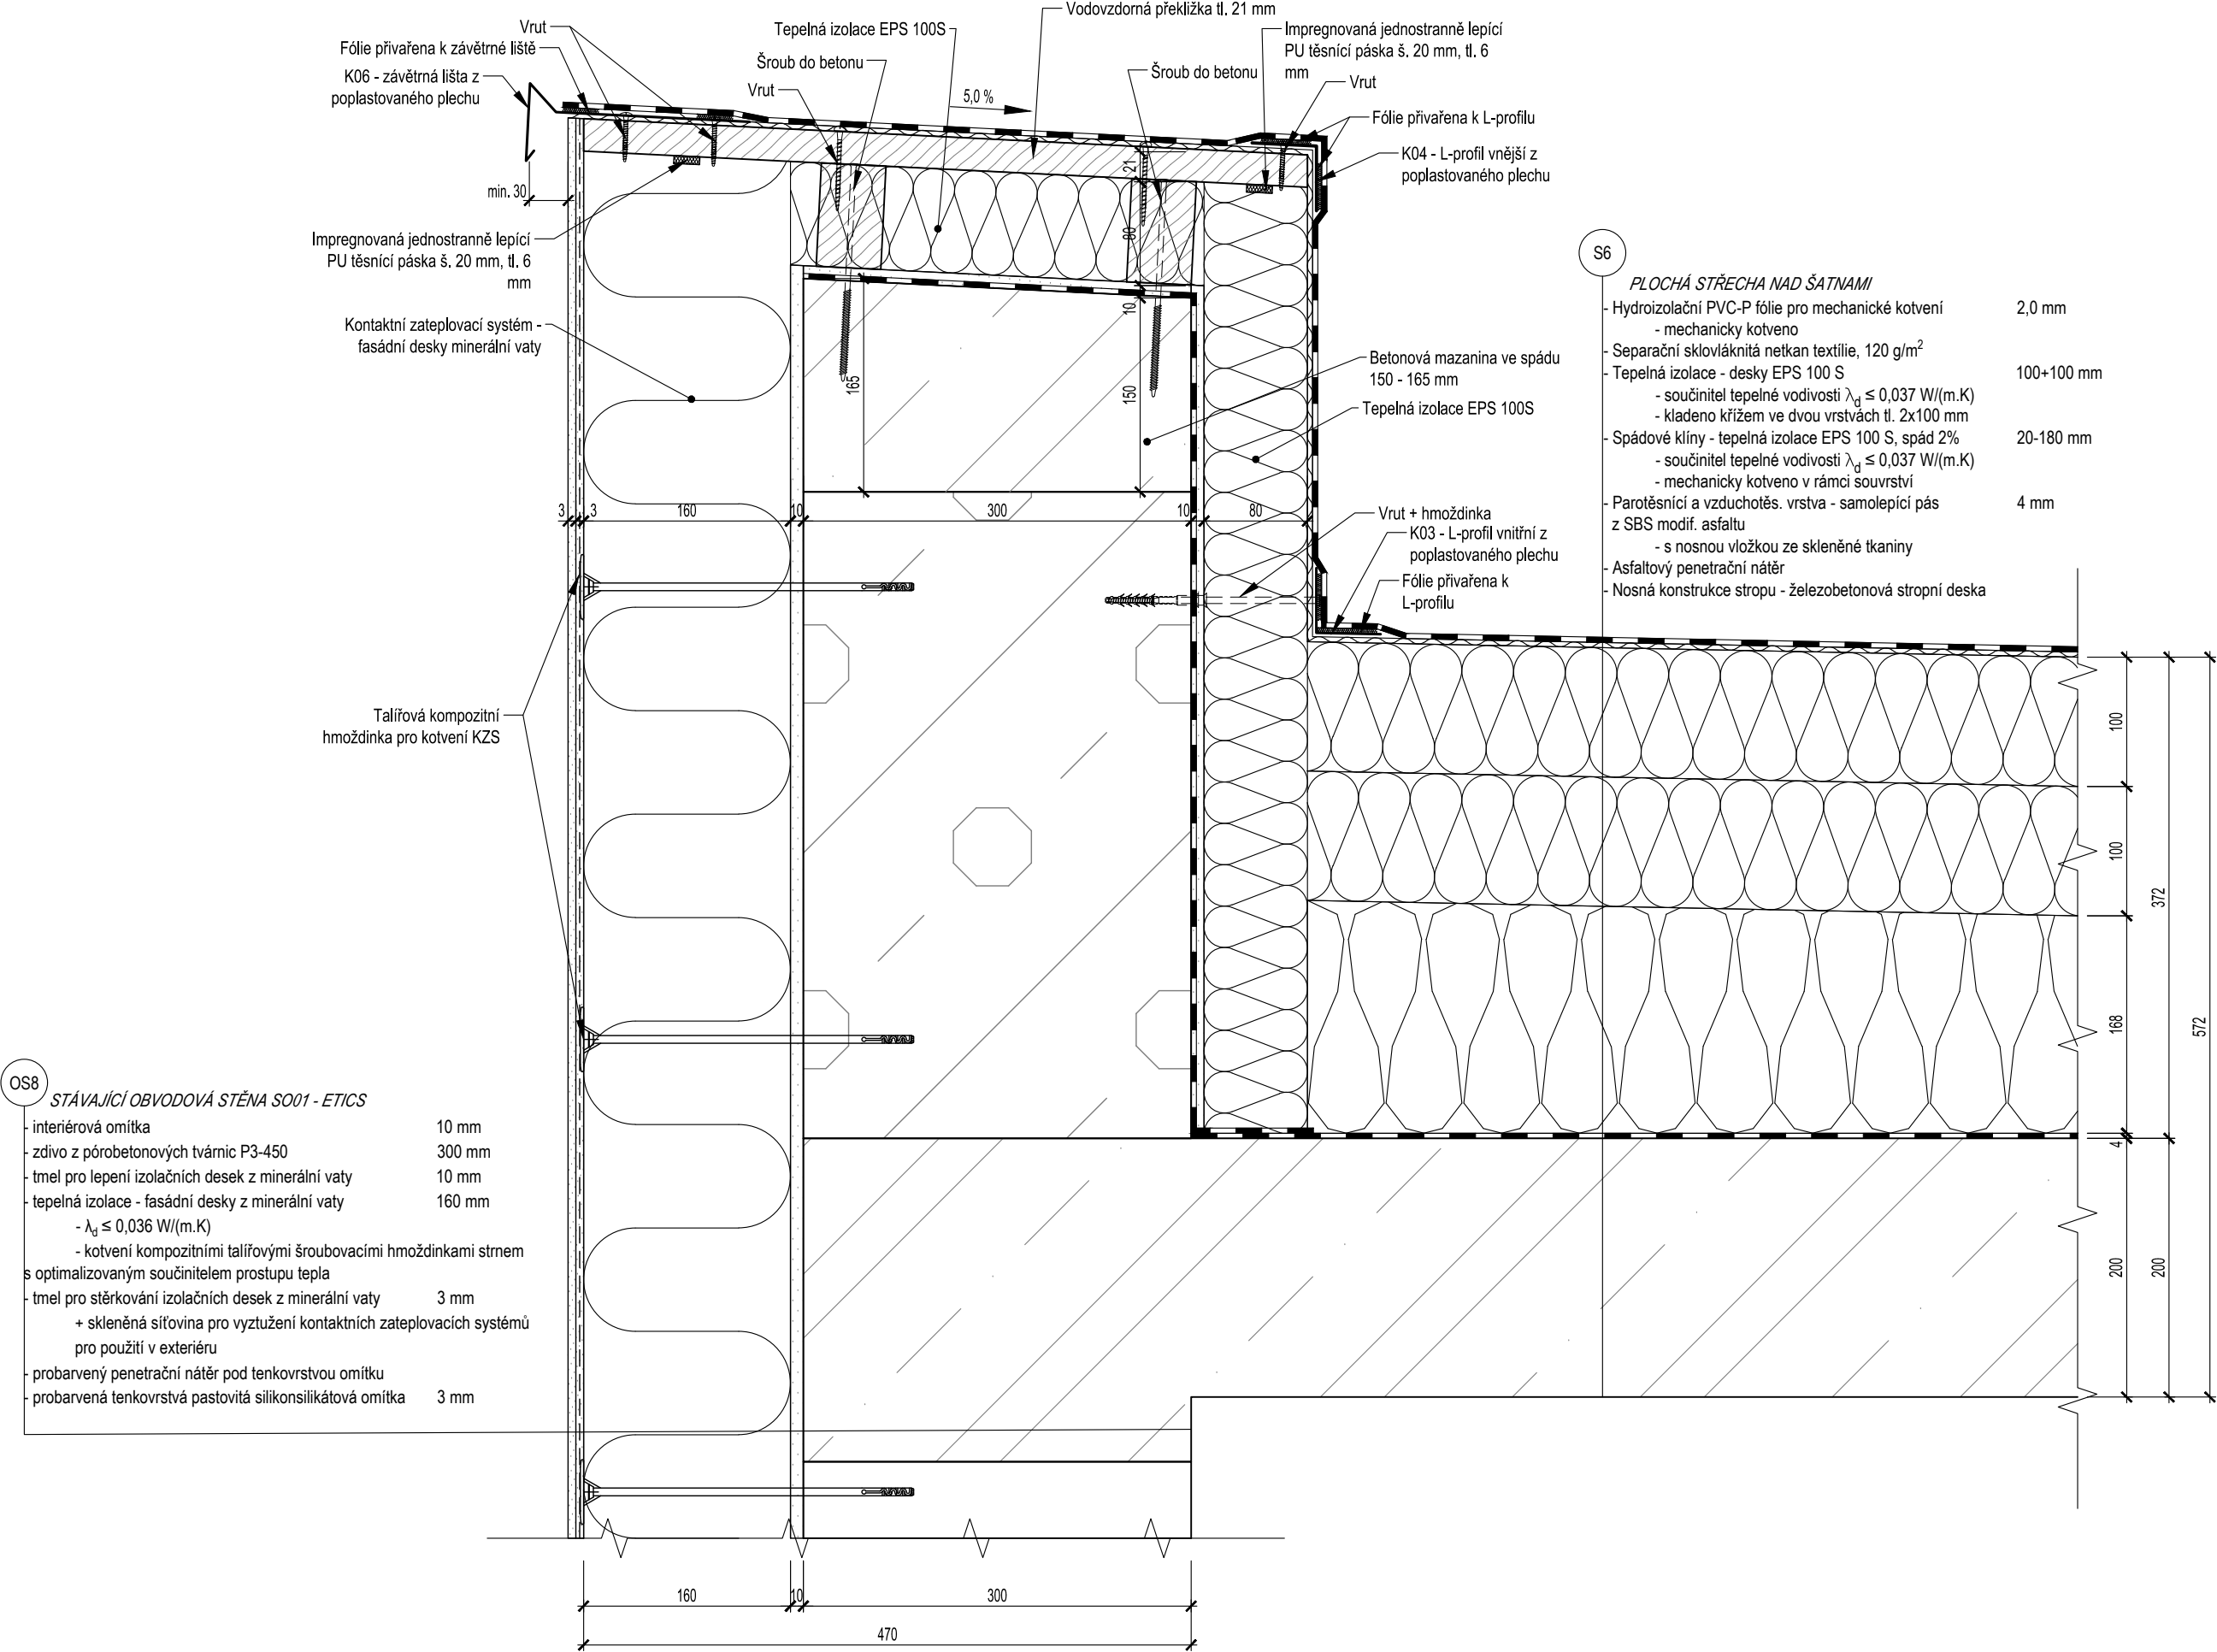 Vodovzdorná překližka tl. 21 mm
Vrut
Tepelná izolace EPS 100S
Impregnovaná jednostranně lepící
PU těsnící páska š. 20 mm, tl. 6
mm
Fólie přivařena k závětrné liště
Šroub do betonu
Šroub do betonu
K06 - závětrná lišta z
poplastovaného plechu
Vrut
Vrut
5,0 %
Fólie přivařena k L-profilu
K04 - L-profil vnější z
poplastovaného plechu
21
min. 30
80
Impregnovaná jednostranně lepící
PU těsnící páska š. 20 mm, tl. 6
mm
10
165
150
Kontaktní zateplovací systém -
fasádní desky minerální vaty
Betonová mazanina ve spádu
150 - 165 mm
Tepelná izolace EPS 100S
S6
PLOCHÁ STŘECHA NAD ŠATNAMI
- Hydroizolační PVC-P fólie pro mechanické kotvení 2,0 mm
- mechanicky kotveno
- Separační sklovláknitá netkan textílie, 120 g/m²
- Tepelná izolace - desky EPS 100 S 100+100 mm
- součinitel tepelné vodivosti λd ≤ 0,037 W/(m.K)
- kladeno křížem ve dvou vrstvách tl. 2x100 mm
- Spádové klíny - tepelná izolace EPS 100 S, spád 2% 20-180 mm
- součinitel tepelné vodivosti λd ≤ 0,037 W/(m.K)
- mechanicky kotveno v rámci souvrství
- Parotěsnící a vzduchotěs. vrstva - samolepící pás 4 mm
z SBS modif. asfaltu
- s nosnou vložkou ze skleněné tkaniny
- Asfaltový penetrační nátěr
- Nosná konstrukce stropu - železobetonová stropní deska
3 3 160 10 300 10 80
Vrut + hmoždinka
K03 - L-profil vnitřní z
poplastovaného plechu
Fólie přivařena k
L-profilu
Talířová kompozitní
hmoždinka pro kotvení KZS
100
100
168
4
200
372
200
572
OS8
STÁVAJÍCÍ OBVODOVÁ STĚNA SO01 - ETICS
- interiérová omítka 10 mm
- zdivo z pórobetonových tvárnic P3-450 300 mm
- tmel pro lepení izolačních desek z minerální vaty 10 mm
- tepelná izolace - fasádní desky z minerální vaty 160 mm
- λd ≤ 0,036 W/(m.K)
- kotvení kompozitními talířovými šroubovacími hmoždinkami strnem
s optimalizovaným součinitelem prostupu tepla
- tmel pro stěrkování izolačních desek z minerální vaty 3 mm
+ skleněná síťovina pro vyztužení kontaktních zateplovacích systémů
pro použití v exteriéru
- probarvený penetrační nátěr pod tenkovrstvou omítku
- probarvená tenkovrstvá pastovitá silikonsilikátová omítka 3 mm
160 10 300
470